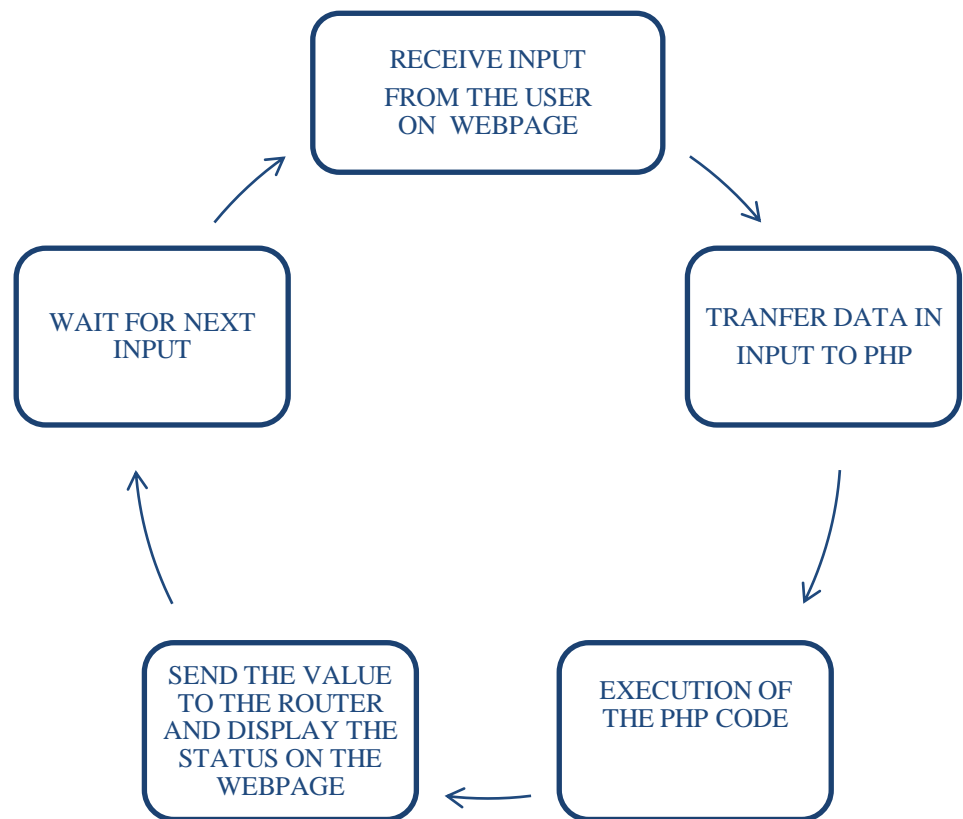 RECEIVE INPUT
FROM THE USER
ON WEBPAGE
TRANFER DATA IN
INPUT TO PHP
EXECUTION OF
THE PHP CODE
SEND THE VALUE
TO THE ROUTER
AND DISPLAY THE
STATUS ON THE
WEBPAGE
WAIT FOR NEXT
INPUT